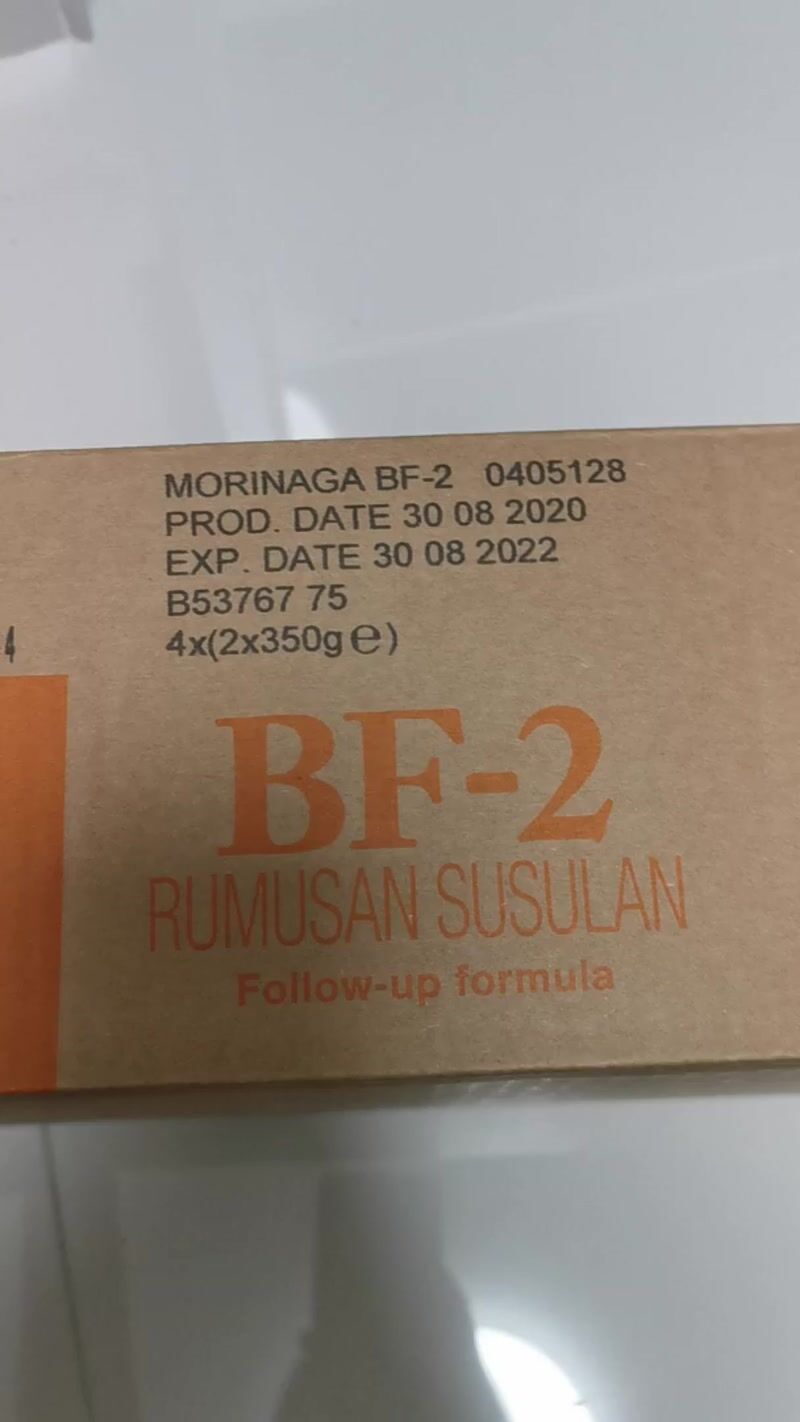 MORINAGA BF-2 0405128
PROD. DATE 30 08 2020
EXP. DATE 30 08 2022
B53767 75
4x(2x350g℮)
4
BF-2
RUMUSAN SUSULAN
Follow-up formula